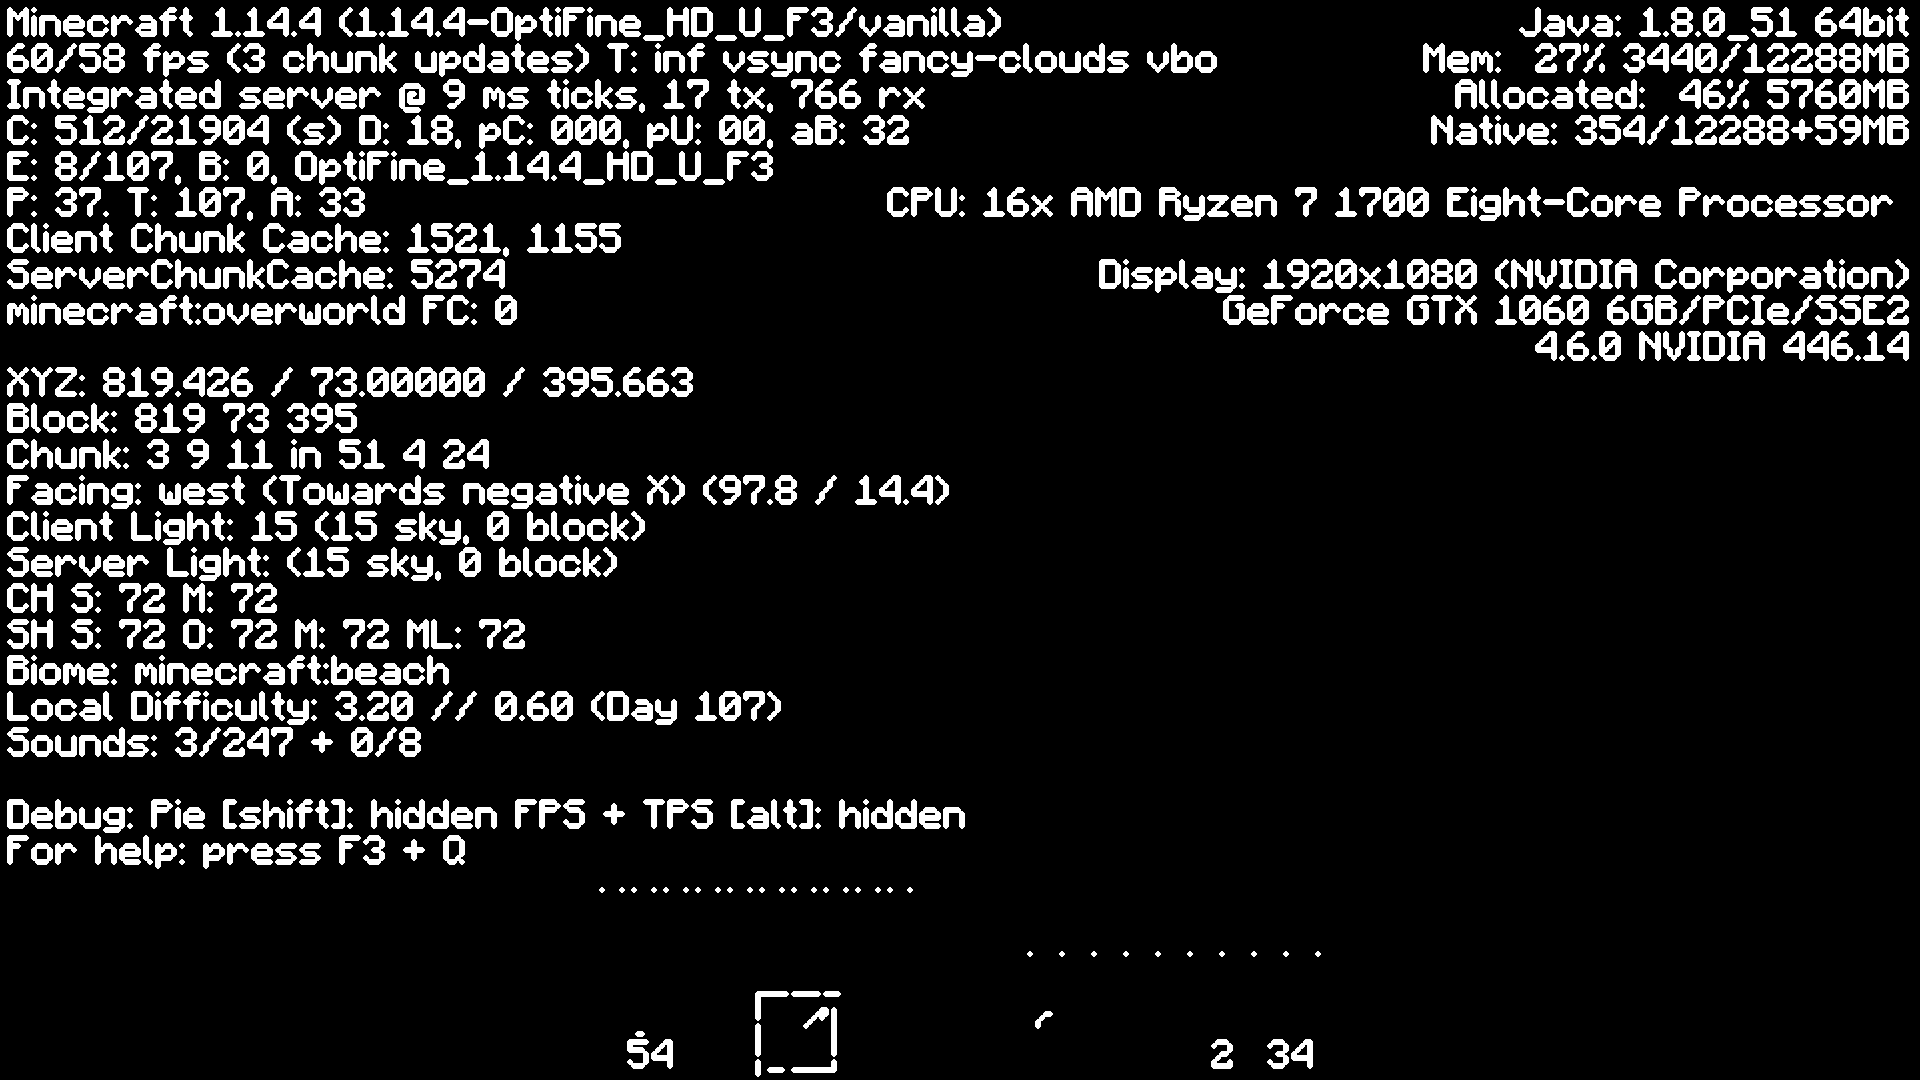 Minecraft 1.14.4 (1.14.4-OptiFine_HD_U_F3/vanilla)
60/58 fps (3 chunk updates) T: inf vsync fancy-clouds vbo
Integrated server @ 9 ms ticks, 17 tx, 766 rx
C: 512/21904 (s) D: 18, pC: 000, pU: 00, aB: 32
E: 8/107, B: 0, OptiFine_1.14.4_HD_U_F3
P: 37. T: 107, A: 33
Client Chunk Cache: 1521, 1155
ServerChunkCache: 5274
minecraft:overworld FC: 0
XYZ: 819.426 / 73.00000 / 395.663
Block: 819 73 395
Chunk: 3 9 11 in 51 4 24
Facing: west (Towards negative X) (97.8 / 14.4)
Client Light: 15 (15 sky, 0 block)
Server Light: (15 sky, 0 block)
CH S: 72 M: 72
SH S: 72 O: 72 M: 72 ML: 72
Biome: minecraft:beach
Local Difficulty: 3.20 // 0.60 (Day 107)
Sounds: 3/247 + 0/8
Debug: Pie [shift]: hidden FPS + TPS [alt]: hidden
For help: press F3 + Q
Java: 1.8.0_51 64bit
Mem: 27% 3440/12288MB
Allocated: 46% 5760MB
Native: 354/12288+59MB
CPU: 16x AMD Ryzen 7 1700 Eight-Core Processor
Display: 1920x1080 (NVIDIA Corporation)
GeForce GTX 1060 6GB/PCIe/SSE2
4.6.0 NVIDIA 446.14
54
2 34